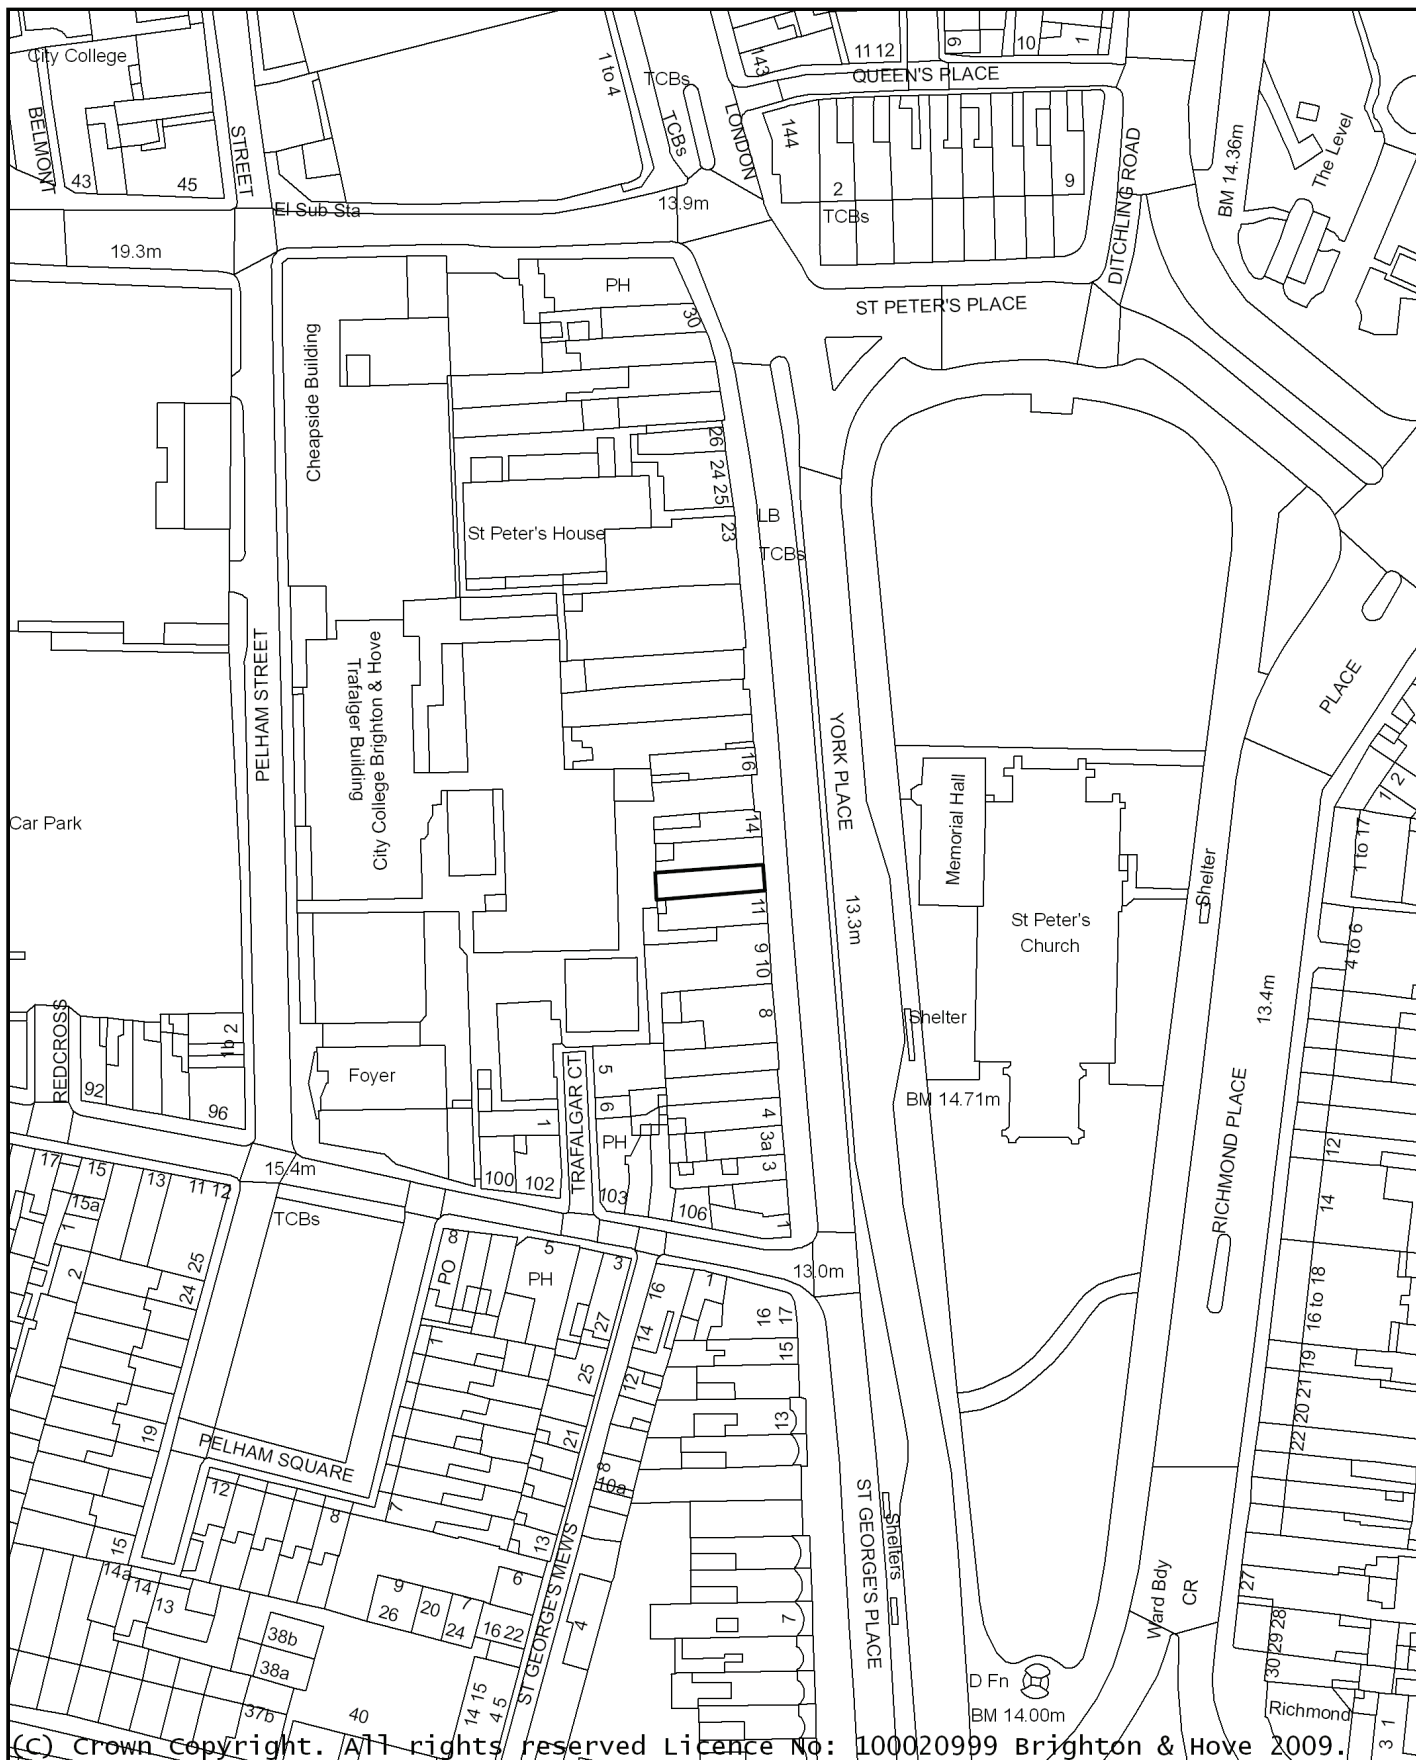 City College
BELMONT
43
45
STREET
El Sub Sta
19.3m
1 to 4
TCBs
TCBs
LONDON
13.9m
143
11 12
9
10
1
QUEEN'S PLACE
144
2
TCBs
9
DITCHLING ROAD
BM 14.36m
The Level
ST PETER'S PLACE
PH
30
Cheapside Building
26
24 25
23
St Peter's House
LB
TCBs
PELHAM STREET
City College Brighton & Hove
Trafalger Building
Car Park
16
14
11
9 10
8
YORK PLACE
13.3m
Memorial Hall
St Peter's
Church
Shelter
Shelter
BM 14.71m
PLACE
1 2
1 to 17
4 to 6
13.4m
RICHMOND PLACE
12
14
16 to 18
19
20 21
22
REDCROSS
92
96
1b 2
Foyer
TRAFALGAR CT
5
6
PH
1
100
102
103
106
4
3a
3
1
15.4m
TCBs
17
15
15a
13
11 12
1
2
25
24
19
15
PELHAM SQUARE
12
8
7
8
PO
5
PH
3
27
25
21
13
1
16
14
12
8
10a
1
13.0m
16
17
15
13
7
ST GEORGE'S PLACE
Shelters
ST GEORGE'S MEWS
4
6
14a
14
13
38b
38a
37b
40
9
26
20
7
24
16 22
14 15
4 5
D Fn
BM 14.00m
Ward Bdy
CR
27
28
29
30
Richmond
3 1
(C) Crown Copyright. All rights reserved Licence No: 100020999 Brighton & Hove 2009.